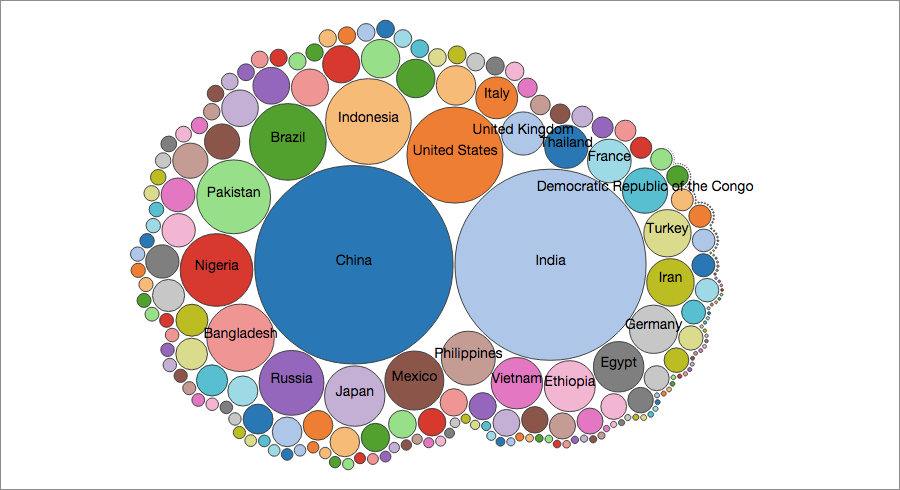 Italy
Indonesia
United Kingdom
Brazil
Thailand
United States
France
Democratic Republic of the Congo
Pakistan
Turkey
China
India
Nigeria
Iran
Germany
Bangladesh
Philippines
Egypt
Mexico
Russia
Vietnam
Ethiopia
Japan